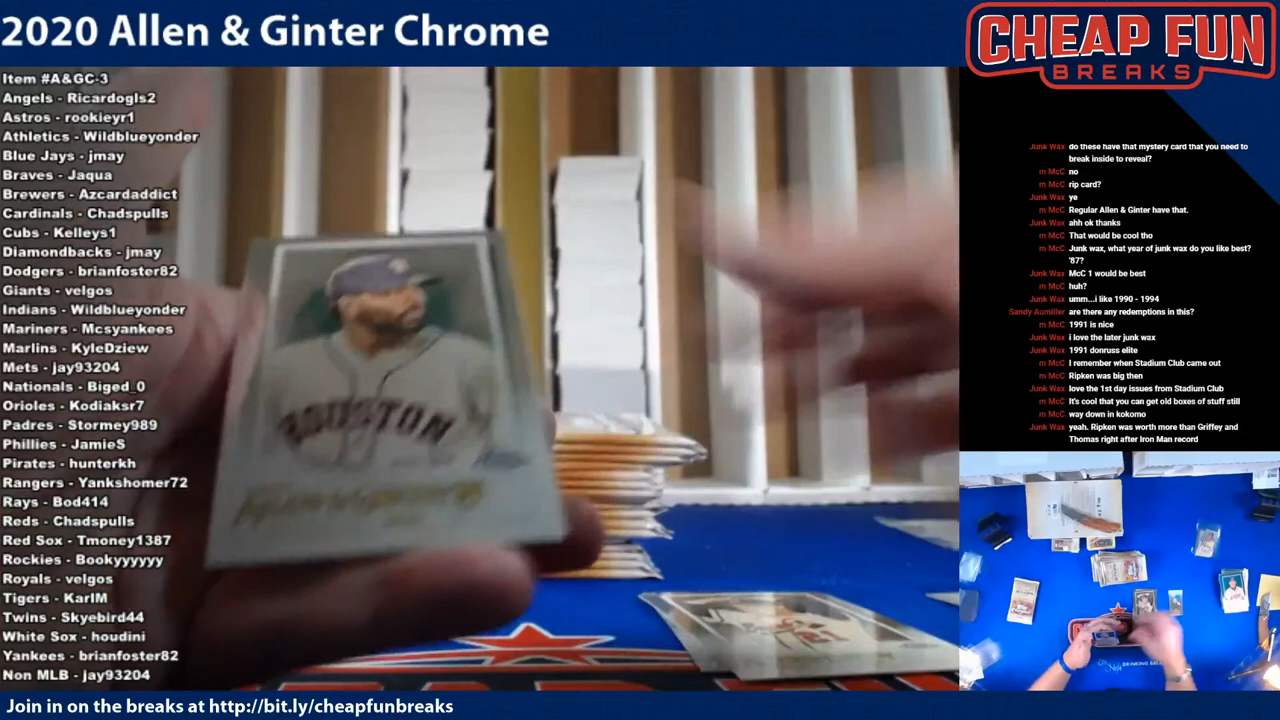 2020 Allen & Ginter Chrome
CHEAP FUN
BREAKS
Item #A&GC-3
Angels - Ricardogls2
Astros - rookieyr1
Athletics - Wildblueyonder
Blue Jays - jmay
Braves - Jaqua
Brewers - Azcardaddict
Cardinals - Chadspulls
Cubs - Kelleys1
Diamondbacks - jmay
Dodgers - brianfoster82
Giants - velgos
Indians - Wildblueyonder
Mariners - Mcsyankees
Marlins - KyleDziew
Mets - jay93204
Nationals - Biged_0
Orioles - Kodiaksr7
Padres - Stormey989
Phillies - JamieS
Pirates - hunterkh
Rangers - Yankshomer72
Rays - Bod414
Reds - Chadspulls
Red Sox - Tmoney1387
Rockies - Bookyyyyyy
Royals - velgos
Tigers - KarlM
Twins - Skyebird44
White Sox - houdini
Yankees - brianfoster82
Non MLB - jay93204
HOUSTON
Junk Wax do these have that mystery card that you need to
break inside to reveal?
m McC no
m McC rip card?
Junk Wax ye
m McC Regular Allen & Ginter have that.
Junk Wax ahh ok thanks
m McC That would be cool tho
m McC Junk wax, what year of junk wax do you like best?
'87?
Junk Wax McC 1 would be best
m McC huh?
Junk Wax umm...i like 1990 - 1994
Sandy Aumiller are there any redemptions in this?
m McC 1991 is nice
Junk Wax i love the later junk wax
Junk Wax 1991 donruss elite
m McC I remember when Stadium Club came out
m McC Ripken was big then
Junk Wax love the 1st day issues from Stadium Club
m McC It's cool that you can get old boxes of stuff still
m McC way down in kokomo
Junk Wax yeah. Ripken was worth more than Griffey and
Thomas right after Iron Man record
Join in on the breaks at http://bit.ly/cheapfunbreaks